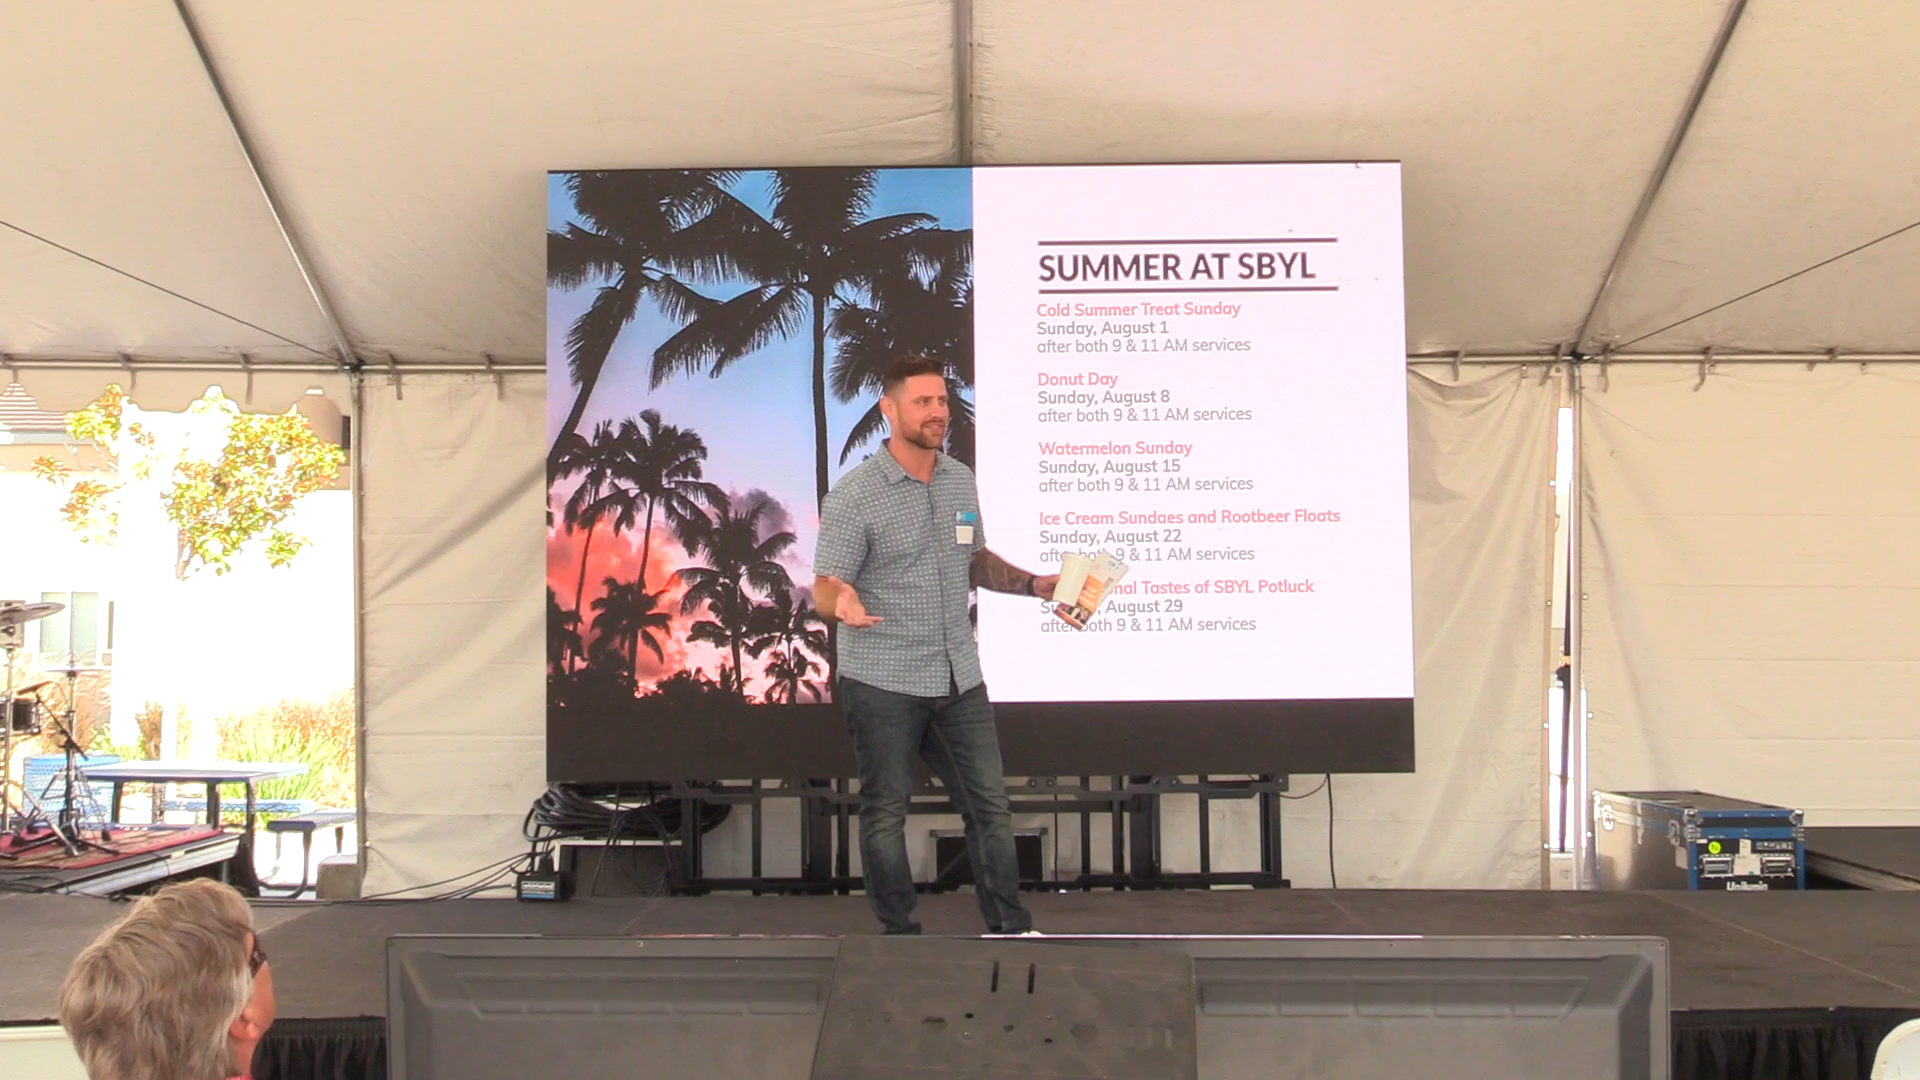 SUMMER AT SBYL
Cold Summer Treat Sunday
Sunday, August 1
after both 9 & 11 AM services
Donut Day
Sunday, August 8
after both 9 & 11 AM services
Watermelon Sunday
Sunday, August 15
after both 9 & 11 AM services
Ice Cream Sundaes and Rootbeer Floats
Sunday, August 22
after both 9 & 11 AM services
Tastes of SBYL Potluck
August 29
after both 9 & 11 AM services